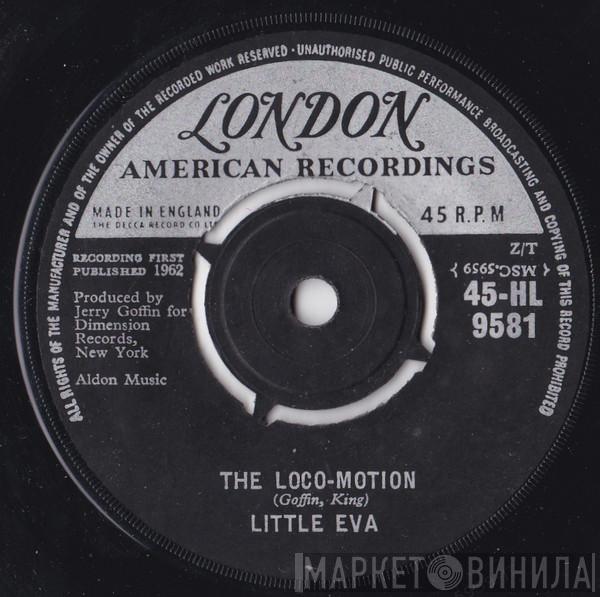 ALL RIGHTS OF THE MANUFACTURER AND OF THE OWNER OF THE RECORDED WORK RESERVED · UNAUTHORISED PUBLIC PERFORMANCE BROADCASTING AND COPYING OF THIS RECORD PROHIBITED
LONDON
AMERICAN RECORDINGS
MADE IN ENGLAND
THE DECCA RECORD CO LTD
45 R.P.M
Z/T
RECORDING FIRST
PUBLISHED 1962
{ MSC.5959 }
45-HL
9581
Produced by
Jerry Goffin for
Dimension
Records,
New York
Aldon Music
THE LOCO-MOTION
(Goffin, King)
LITTLE EVA
МАРКЕТ ВИНИЛА